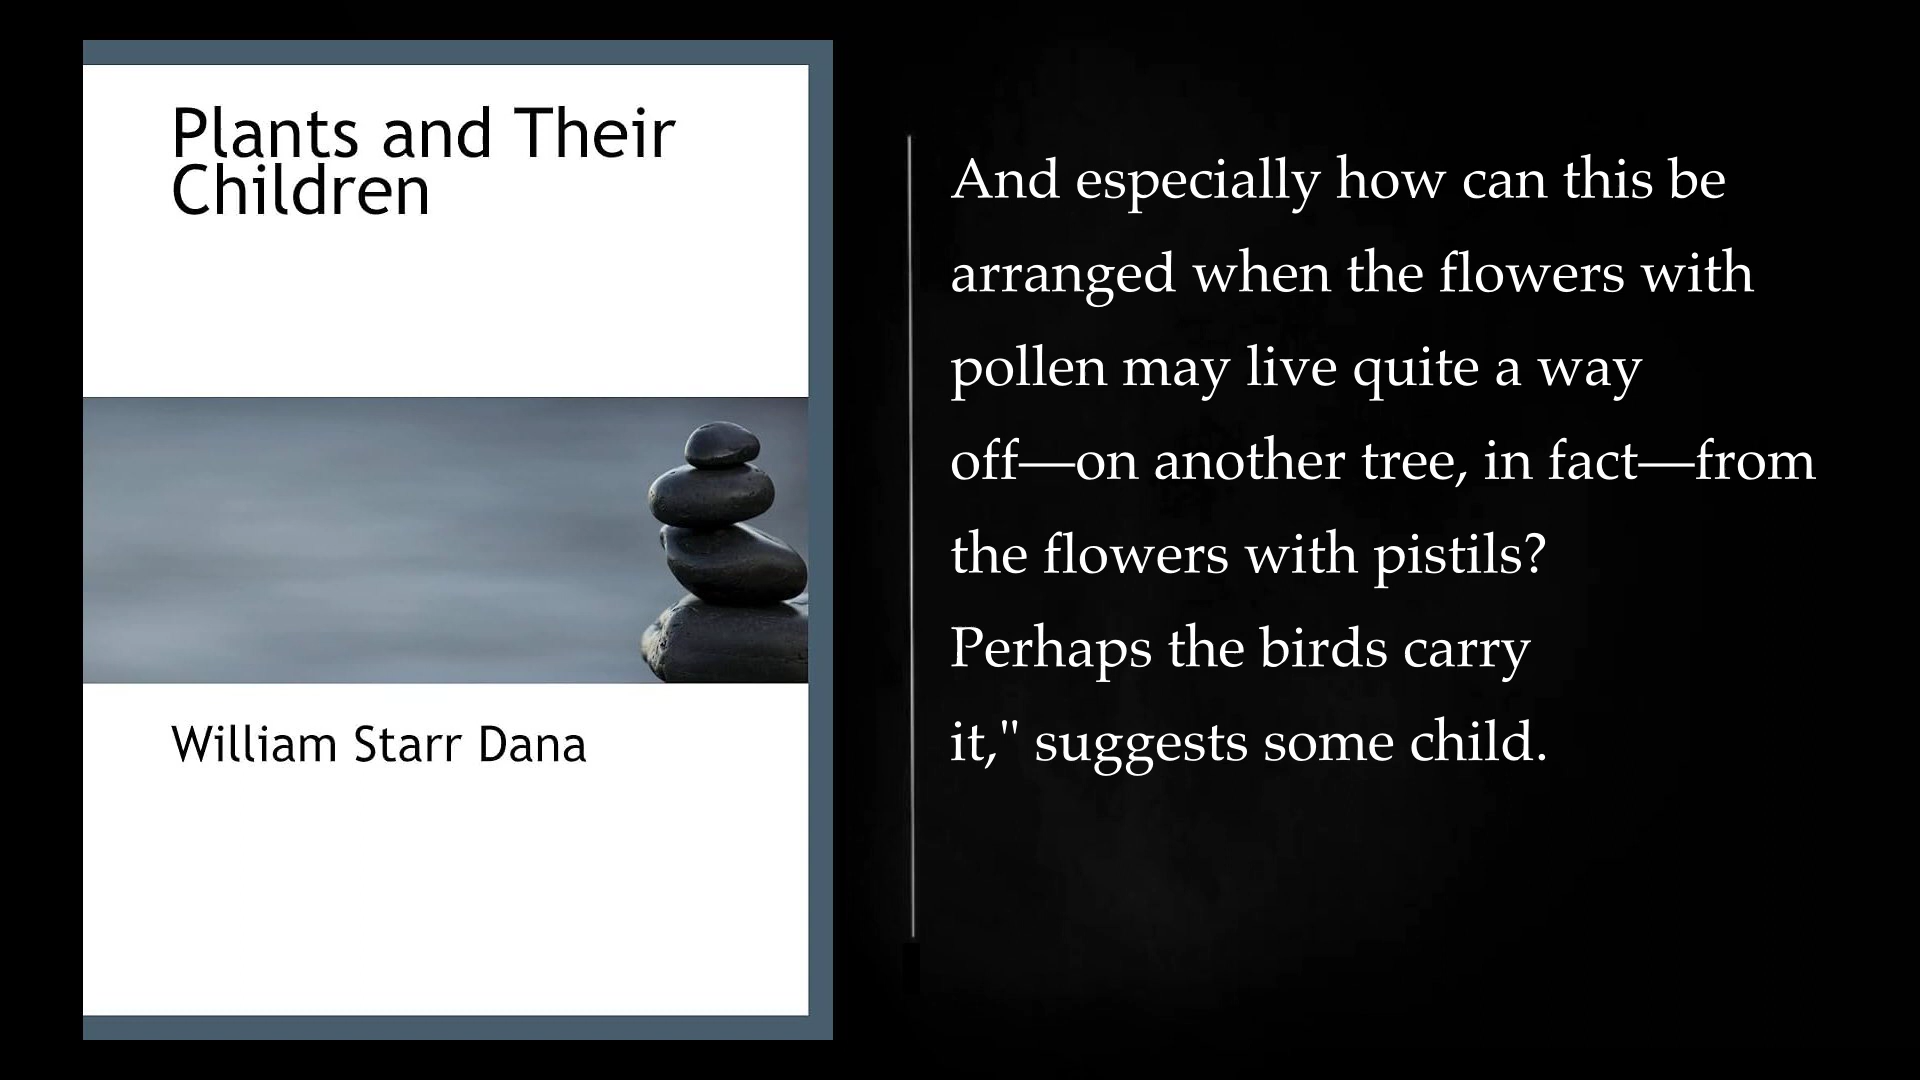 Plants and Their
Children
William Starr Dana
And especially how can this be
arranged when the flowers with
pollen may live quite a way
off—on another tree, in fact—from
the flowers with pistils?
Perhaps the birds carry
it," suggests some child.